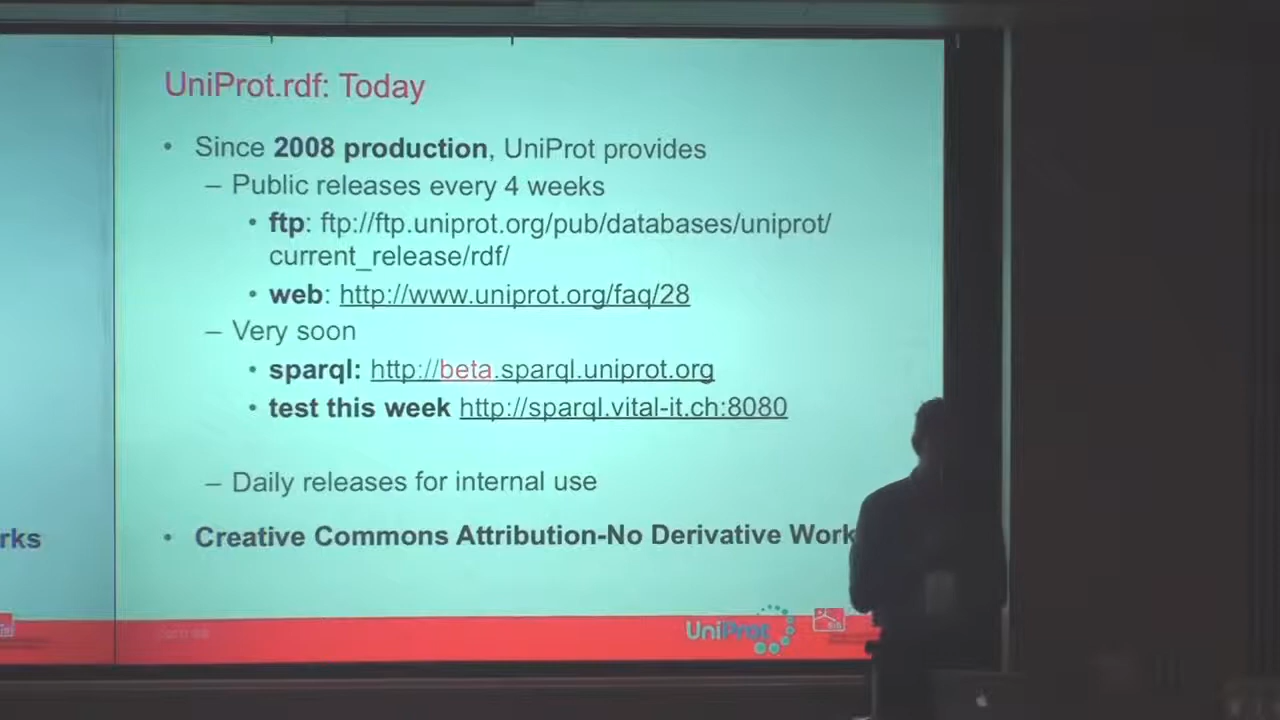 UniProt.rdf: Today
• Since 2008 production, UniProt provides
– Public releases every 4 weeks
• ftp: ftp://ftp.uniprot.org/pub/databases/uniprot/
current_release/rdf/
• web: http://www.uniprot.org/faq/28
– Very soon
• sparql: http://beta.sparql.uniprot.org
• test this week http://sparql.vital-it.ch:8080
– Daily releases for internal use
rks
• Creative Commons Attribution-No Derivative Work
UniProt